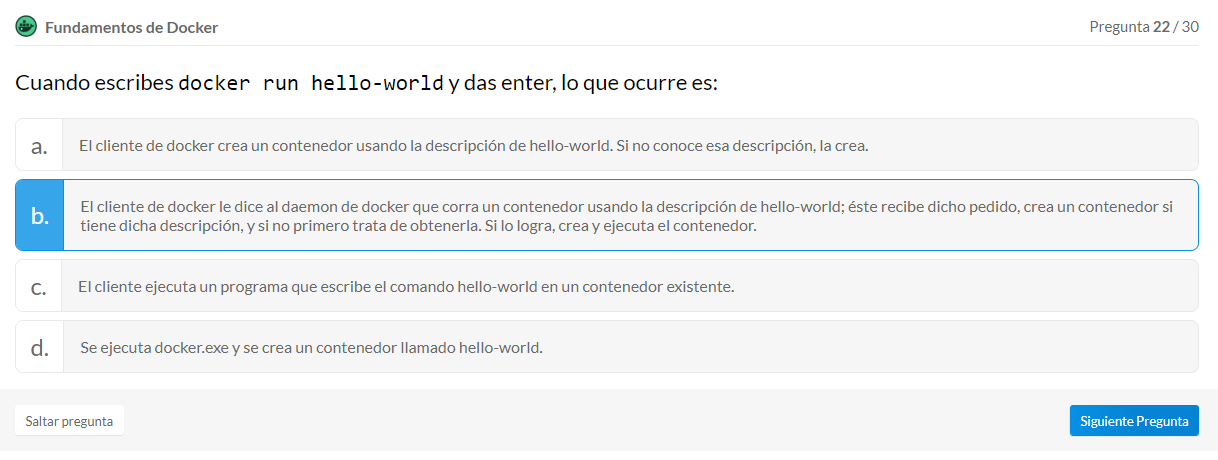 Fundamentos de Docker
Pregunta 22 / 30
Cuando escribes docker run hello-world y das enter, lo que ocurre es:
a.
El cliente de docker crea un contenedor usando la descripción de hello-world. Si no conoce esa descripción, la crea.
b.
El cliente de docker le dice al daemon de docker que corra un contenedor usando la descripción de hello-world; éste recibe dicho pedido, crea un contenedor si
tiene dicha descripción, y si no primero trata de obtenerla. Si lo logra, crea y ejecuta el contenedor.
c.
El cliente ejecuta un programa que escribe el comando hello-world en un contenedor existente.
d.
Se ejecuta docker.exe y se crea un contenedor llamado hello-world.
Saltar pregunta
Siguiente Pregunta